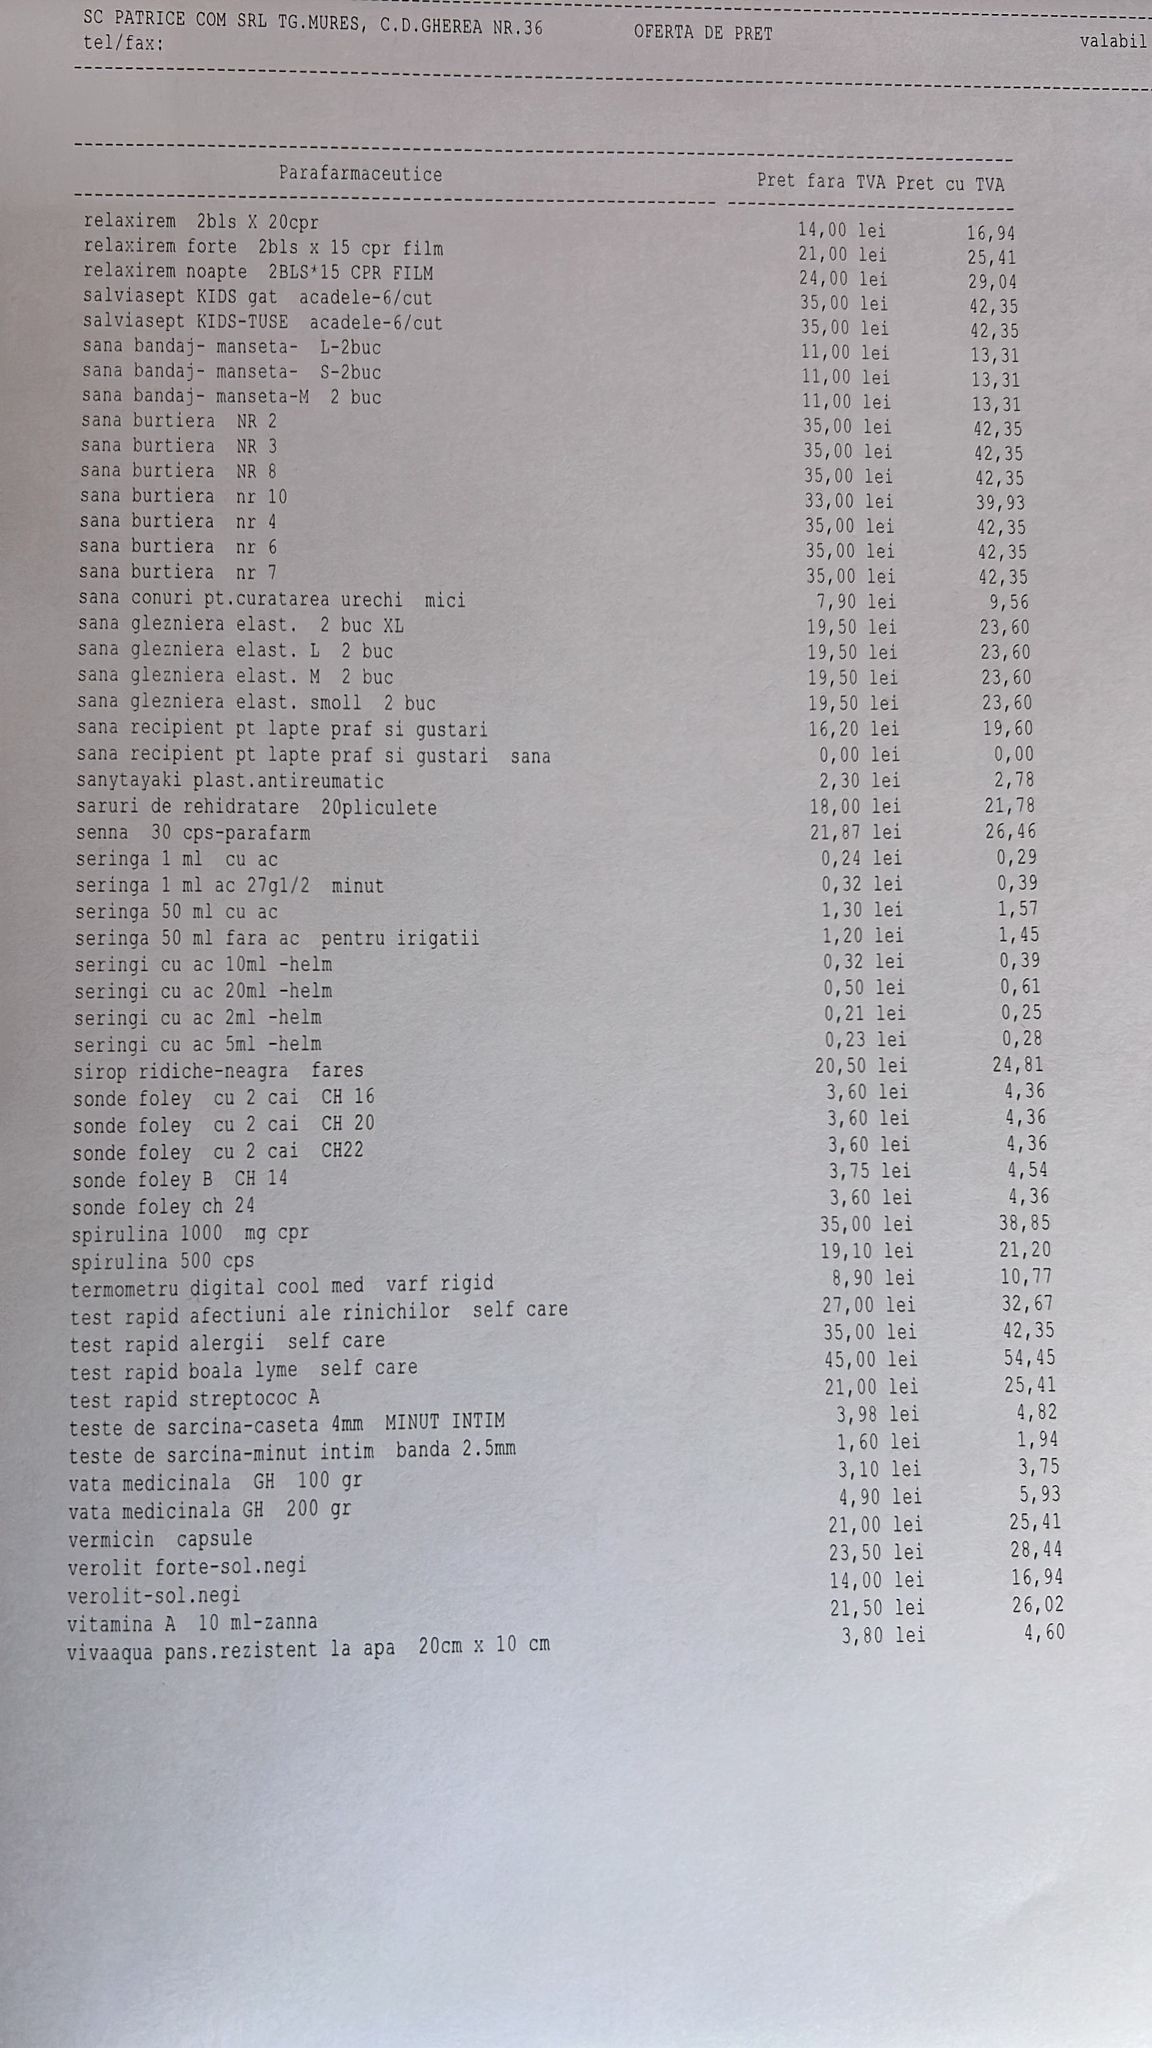 SC PATRICE COM SRL TG.MURES, C.D.GHEREA NR.36 OFERTA DE PRET valabil
tel/fax:
Parafarmaceutice Pret fara TVA Pret cu TVA
relaxirem 2bls X 20cpr 14,00 lei 16,94
relaxirem forte 2bls x 15 cpr film 21,00 lei 25,41
relaxirem noapte 2BLS*15 CPR FILM 24,00 lei 29,04
salviasept KIDS gat acadele-6/cut 35,00 lei 42,35
salviasept KIDS-TUSE acadele-6/cut 35,00 lei 42,35
sana bandaj- manseta- L-2buc 11,00 lei 13,31
sana bandaj- manseta- S-2buc 11,00 lei 13,31
sana bandaj- manseta-M 2 buc 11,00 lei 13,31
sana burtiera NR 2 35,00 lei 42,35
sana burtiera NR 3 35,00 lei 42,35
sana burtiera NR 8 35,00 lei 42,35
sana burtiera nr 10 33,00 lei 39,93
sana burtiera nr 4 35,00 lei 42,35
sana burtiera nr 6 35,00 lei 42,35
sana burtiera nr 7 35,00 lei 42,35
sana conuri pt.curatarea urechi mici 7,90 lei 9,56
sana glezniera elast. 2 buc XL 19,50 lei 23,60
sana glezniera elast. L 2 buc 19,50 lei 23,60
sana glezniera elast. M 2 buc 19,50 lei 23,60
sana glezniera elast. smoll 2 buc 19,50 lei 23,60
sana recipient pt lapte praf si gustari 16,20 lei 19,60
sana recipient pt lapte praf si gustari sana 0,00 lei 0,00
sanytayaki plast.antireumatic 2,30 lei 2,78
saruri de rehidratare 20pliculete 18,00 lei 21,78
senna 30 cps-parafarm 21,87 lei 26,46
seringa 1 ml cu ac 0,24 lei 0,29
seringa 1 ml ac 27g1/2 minut 0,32 lei 0,39
seringa 50 ml cu ac 1,30 lei 1,57
seringa 50 ml fara ac pentru irigatii 1,20 lei 1,45
seringi cu ac 10ml -helm 0,32 lei 0,39
seringi cu ac 20ml -helm 0,50 lei 0,61
seringi cu ac 2ml -helm 0,21 lei 0,25
seringi cu ac 5ml -helm 0,23 lei 0,28
sirop ridiche-neagra fares 20,50 lei 24,81
sonde foley cu 2 cai CH 16 3,60 lei 4,36
sonde foley cu 2 cai CH 20 3,60 lei 4,36
sonde foley cu 2 cai CH22 3,60 lei 4,36
sonde foley B CH 14 3,75 lei 4,54
sonde foley ch 24 3,60 lei 4,36
spirulina 1000 mg cpr 35,00 lei 38,85
spirulina 500 cps 19,10 lei 21,20
termometru digital cool med varf rigid 8,90 lei 10,77
test rapid afectiuni ale rinichilor self care 27,00 lei 32,67
test rapid alergii self care 35,00 lei 42,35
test rapid boala lyme self care 45,00 lei 54,45
test rapid streptococ A 21,00 lei 25,41
teste de sarcina-caseta 4mm MINUT INTIM 3,98 lei 4,82
teste de sarcina-minut intim banda 2.5mm 1,60 lei 1,94
vata medicinala GH 100 gr 3,10 lei 3,75
vata medicinala GH 200 gr 4,90 lei 5,93
vermicin capsule 21,00 lei 25,41
verolit forte-sol.negi 23,50 lei 28,44
verolit-sol.negi 14,00 lei 16,94
vitamina A 10 ml-zanna 21,50 lei 26,02
vivaaqua pans.rezistent la apa 20cm x 10 cm 3,80 lei 4,60